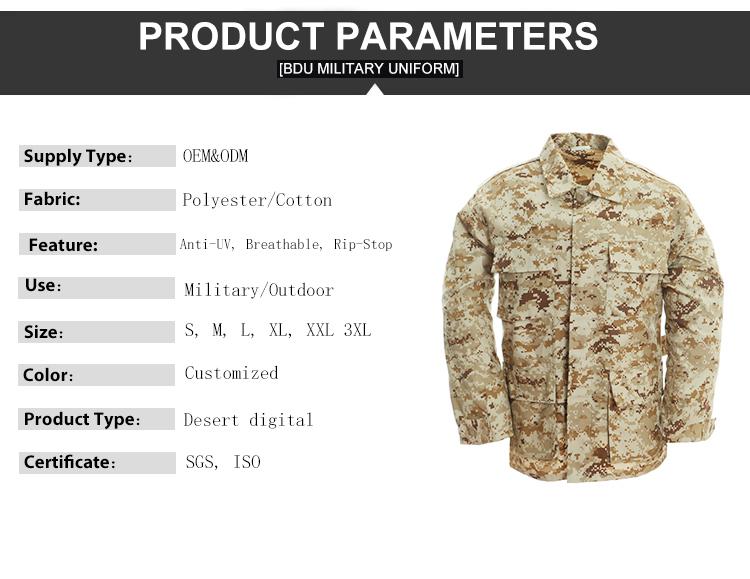 PRODUCT PARAMETERS
[BDU MILITARY UNIFORM]
Supply Type: OEM&ODM
Fabric: Polyester/Cotton
Feature: Anti-UV, Breathable, Rip-Stop
Use: Military/Outdoor
Size: S, M, L, XL, XXL 3XL
Color: Customized
Product Type: Desert digital
Certificate: SGS, ISO